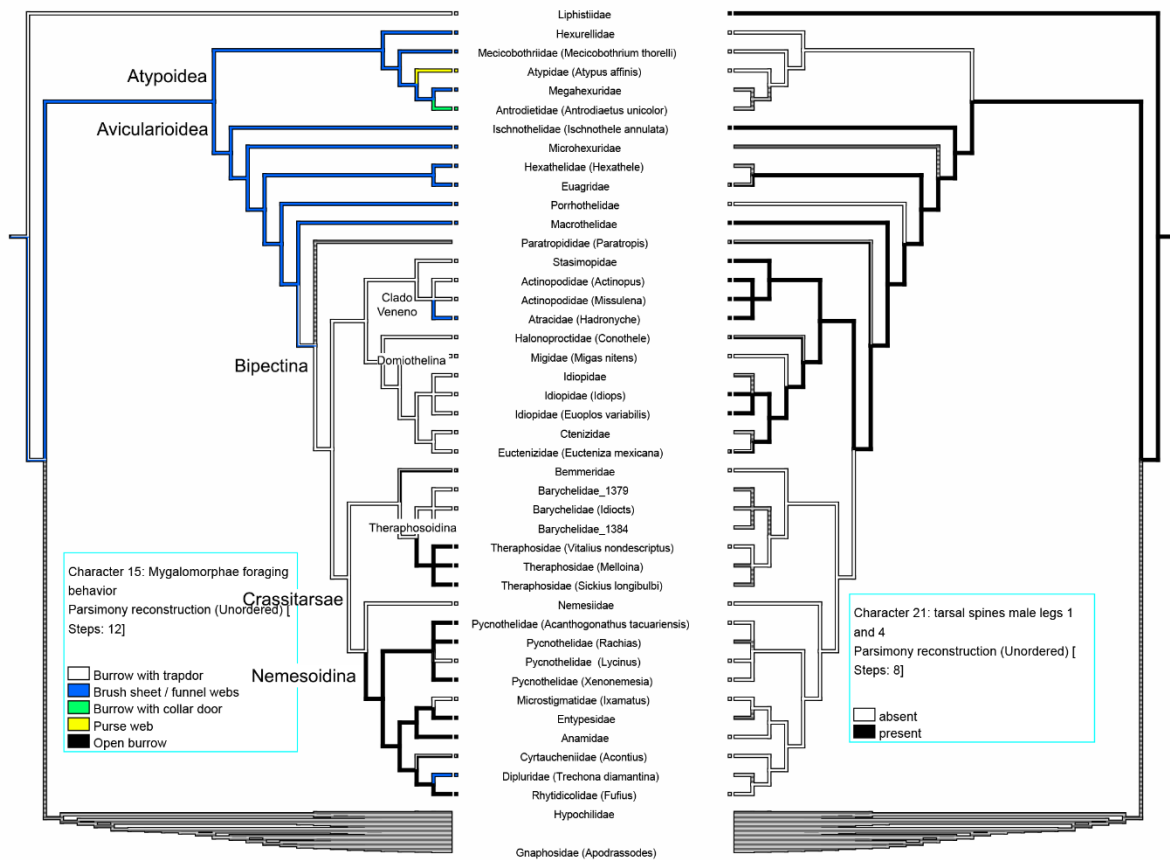 Liphistiidae
Hexurellidae
Mecicobothriidae (Mecicobothrium thorelli)
Atypidae (Atypus affinis)
Megahexuridae
Antrodietidae (Antrodiaetus unicolor)
Ischnothelidae (Ischnothele annulata)
Microhexuridae
Hexathelidae (Hexathele)
Euagridae
Porrhothelidae
Macrothelidae
Paratropididae (Paratropis)
Stasimopidae
Actinopodidae (Actinopus)
Actinopodidae (Missulena)
Atracidae (Hadronyche)
Halonoproctidae (Conothele)
Migidae (Migas nitens)
Idiopidae
Idiopidae (Idiops)
Idiopidae (Euoplos variabilis)
Ctenizidae
Euctenizidae (Eucteniza mexicana)
Bemmeridae
Barychelidae_1379
Barychelidae (Idiocts)
Barychelidae_1384
Theraphosidae (Vitalius nondescriptus)
Theraphosidae (Melloina)
Theraphosidae (Sickius longibulbi)
Nemesiidae
Pycnothelidae (Acanthogonathus tacuariensis)
Pycnothelidae (Rachias)
Pycnothelidae (Lycinus)
Pycnothelidae (Xenonemesia)
Microstigmatidae (Ixamatus)
Entypesidae
Anamidae
Cyrtaucheniidae (Acontius)
Dipluridae (Trechona diamantina)
Rhytidicolidae (Fufius)
Hypochilidae
Gnaphosidae (Apodrassodes)
Atypoidea
Avicularioidea
Clado
Veneno
Bipectina
Domiothelina
Theraphosoidina
Crassitarsae
Nemesoidina
Character 15: Mygalomorphae foraging
behavior
Parsimony reconstruction (Unordered) [
Steps: 12]
Burrow with trapdor
Brush sheet / funnel webs
Burrow with collar door
Purse web
Open burrow
Character 21: tarsal spines male legs 1
and 4
Parsimony reconstruction (Unordered) [
Steps: 8]
absent
present